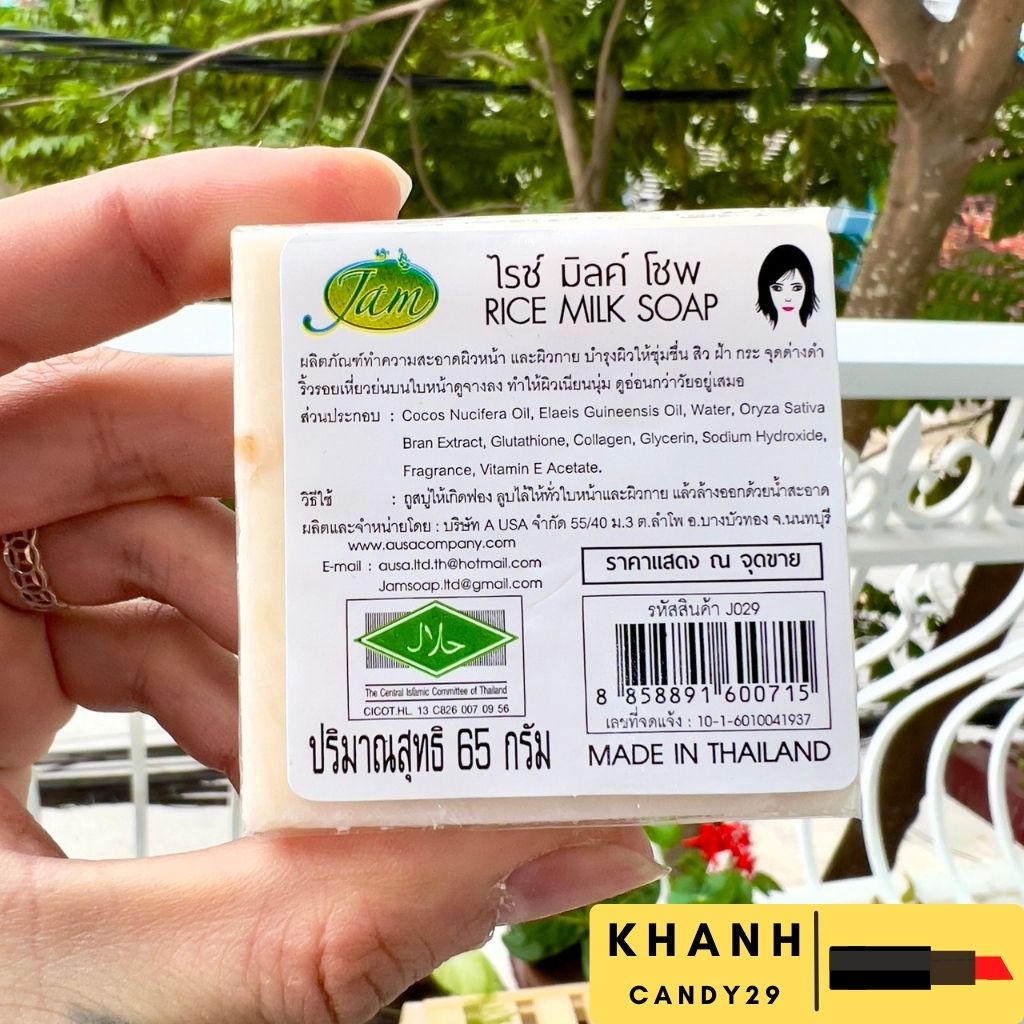 Jam
ไรซ์ มิลค์ โซพ
RICE MILK SOAP
ผลิตภัณฑ์ทำความสะอาดผิวหน้า และผิวกาย บำรุงผิวให้ชุ่มชื่น สิว ฝ้า กระ จุดด่างดำ
ริ้วรอยเหี่ยวย่นบนใบหน้าดูจางลง ทำให้ผิวเนียนนุ่ม ดูอ่อนกว่าวัยอยู่เสมอ
ส่วนประกอบ : Cocos Nucifera Oil, Elaeis Guineensis Oil, Water, Oryza Sativa
Bran Extract, Glutathione, Collagen, Glycerin, Sodium Hydroxide,
Fragrance, Vitamin E Acetate.
วิธีใช้ : ถูสบู่ให้เกิดฟอง ลูบไล้ให้ทั่วใบหน้าและผิวกาย แล้วล้างออกด้วยน้ำสะอาด
ผลิตและจำหน่ายโดย : บริษัท A USA จำกัด 55/40 ม.3 ต.ลำโพ อ.บางบัวทอง จ.นนทบุรี
www.ausacompany.com
E-mail : ausa.ltd.th@hotmail.com
Jamsoap.ltd@gmail.com
ราคาแสดง ณ จุดขาย
حلال
The Central Islamic Committee of Thailand
CICOT.HL. 13 C826 007 09 56
รหัสสินค้า J029
8 858891 600715
เลขที่จดแจ้ง : 10-1-6010041937
ปริมาณสุทธิ 65 กรัม
MADE IN THAILAND
KHANH
CANDY29